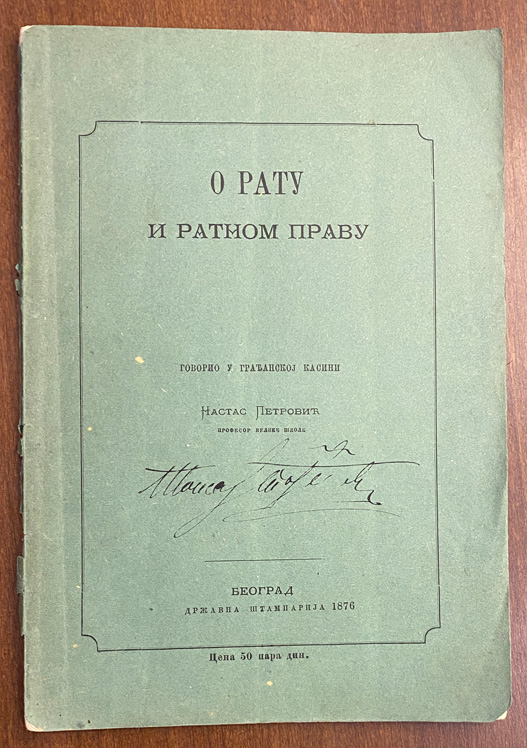 О РАТУ
И РАТНОМ ПРАВУ
ГОВОРИО У ГРАЂАНСКОЈ КАСИНИ
НАСТАС ПЕТРОВИЋ
ПРОФЕСОР ВЕЛИКЕ ШКОЛЕ
БЕОГРАД
ДРЖАВНА ШТАМПАРИЈА 1876
Цена 50 пара дин.